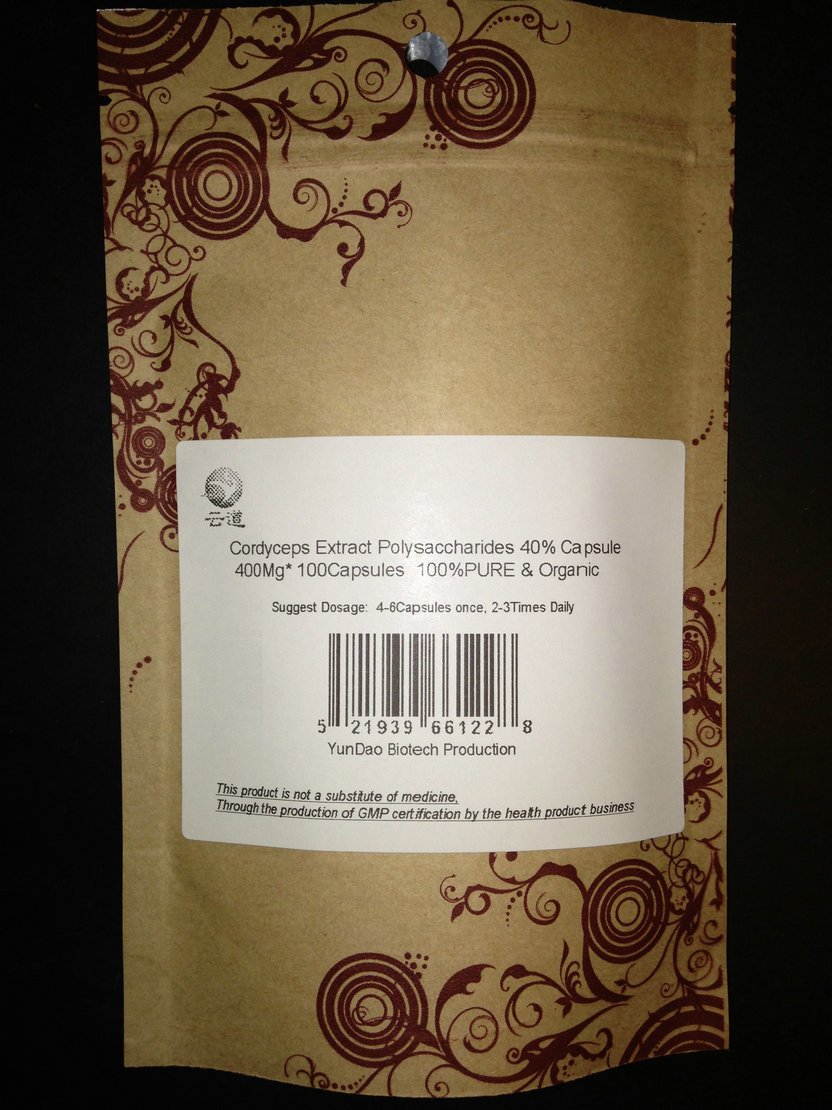 云道
Cordyceps Extract Polysaccharides 40% Capsule
400Mg* 100Capsules 100%PURE & Organic
Suggest Dosage: 4-6Capsules once, 2-3Times Daily
5 21939 66122 8
YunDao Biotech Production
This product is not a substitute of medicine.
Through the production of GMP certification by the health product business